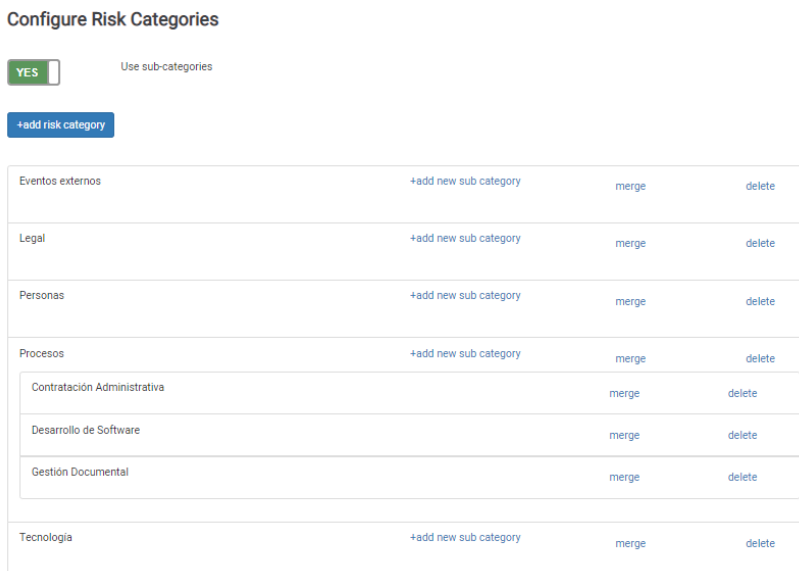 Configure Risk Categories
YES Use sub-categories
+add risk category
Eventos externos +add new sub category merge delete
Legal +add new sub category merge delete
Personas +add new sub category merge delete
Procesos +add new sub category merge delete
Contratación Administrativa merge delete
Desarrollo de Software merge delete
Gestión Documental merge delete
Tecnología +add new sub category merge delete